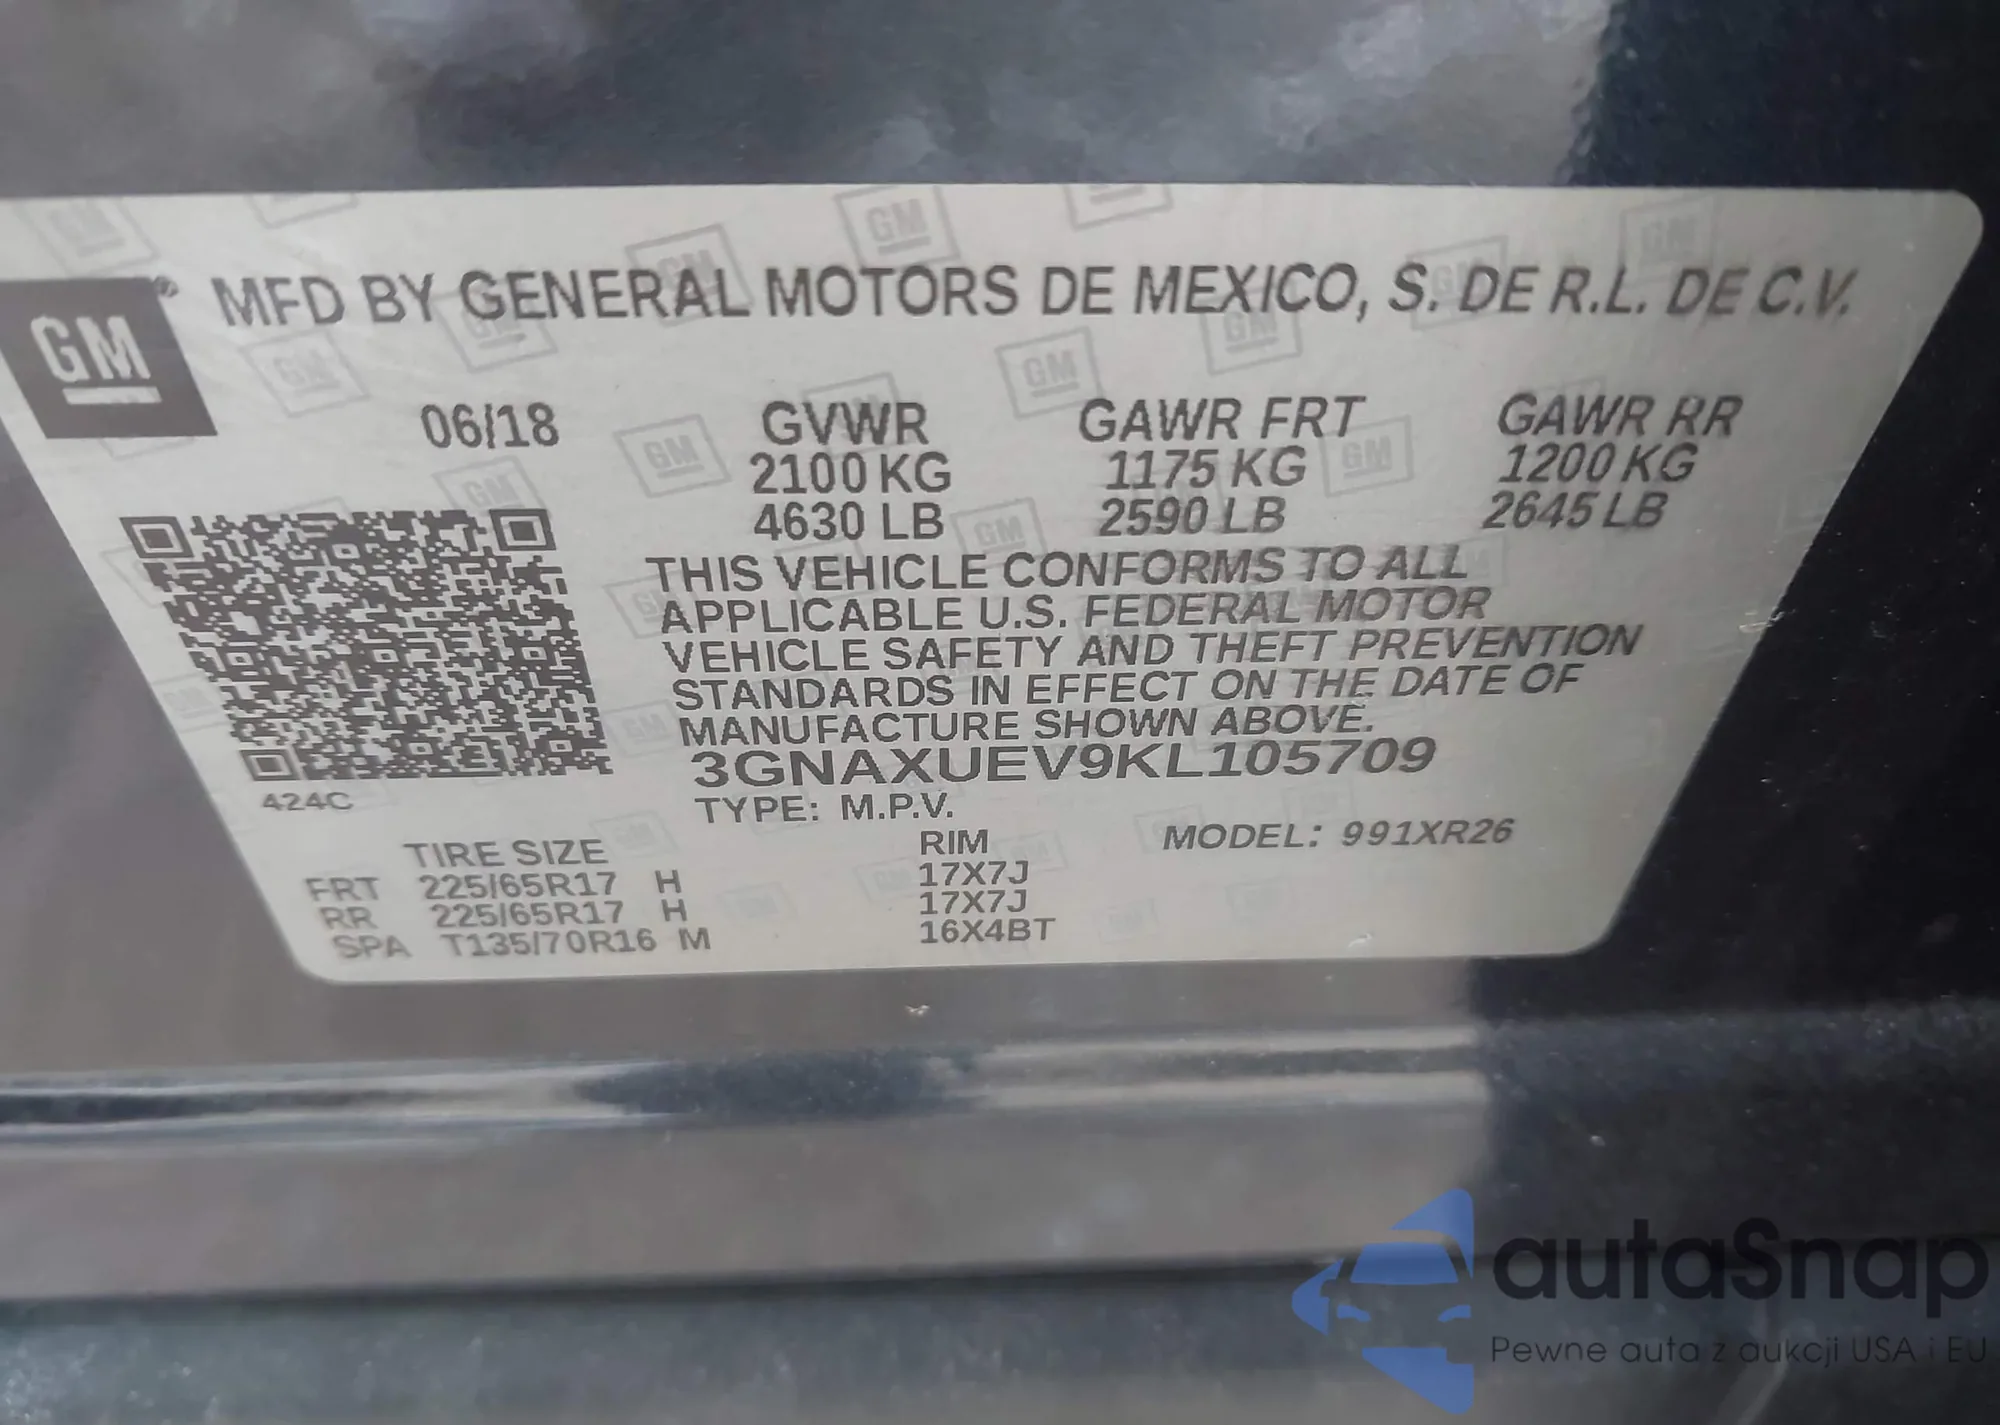 GM
MFD BY GENERAL MOTORS DE MEXICO, S. DE R.L. DE C.V.
06/18 GVWR GAWR FRT GAWR RR
2100 KG 1175 KG 1200 KG
4630 LB 2590 LB 2645 LB
THIS VEHICLE CONFORMS TO ALL
APPLICABLE U.S. FEDERAL MOTOR
VEHICLE SAFETY AND THEFT PREVENTION
STANDARDS IN EFFECT ON THE DATE OF
MANUFACTURE SHOWN ABOVE.
3GNAXUEV9KL105709
424C
TYPE: M.P.V.
TIRE SIZE RIM MODEL: 991XR26
FRT 225/65R17 H 17X7J
RR 225/65R17 H 17X7J
SPA T135/70R16 M 16X4BT
autaSnap
Pewne auta z aukcji USA i EU